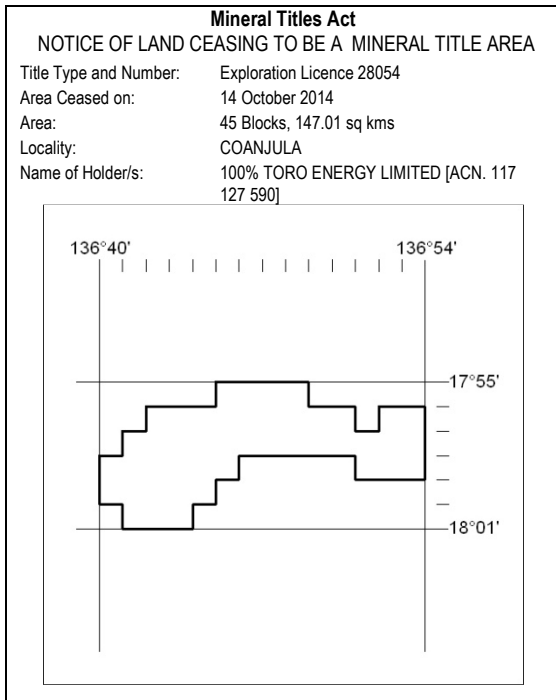 Mineral Titles Act
NOTICE OF LAND CEASING TO BE A MINERAL TITLE AREA
Title Type and Number: Exploration Licence 28054
Area Ceased on: 14 October 2014
Area: 45 Blocks, 147.01 sq kms
Locality: COANJULA
Name of Holder/s: 100% TORO ENERGY LIMITED [ACN. 117
127 590]
136°40' 136°54'
17°55'
18°01'